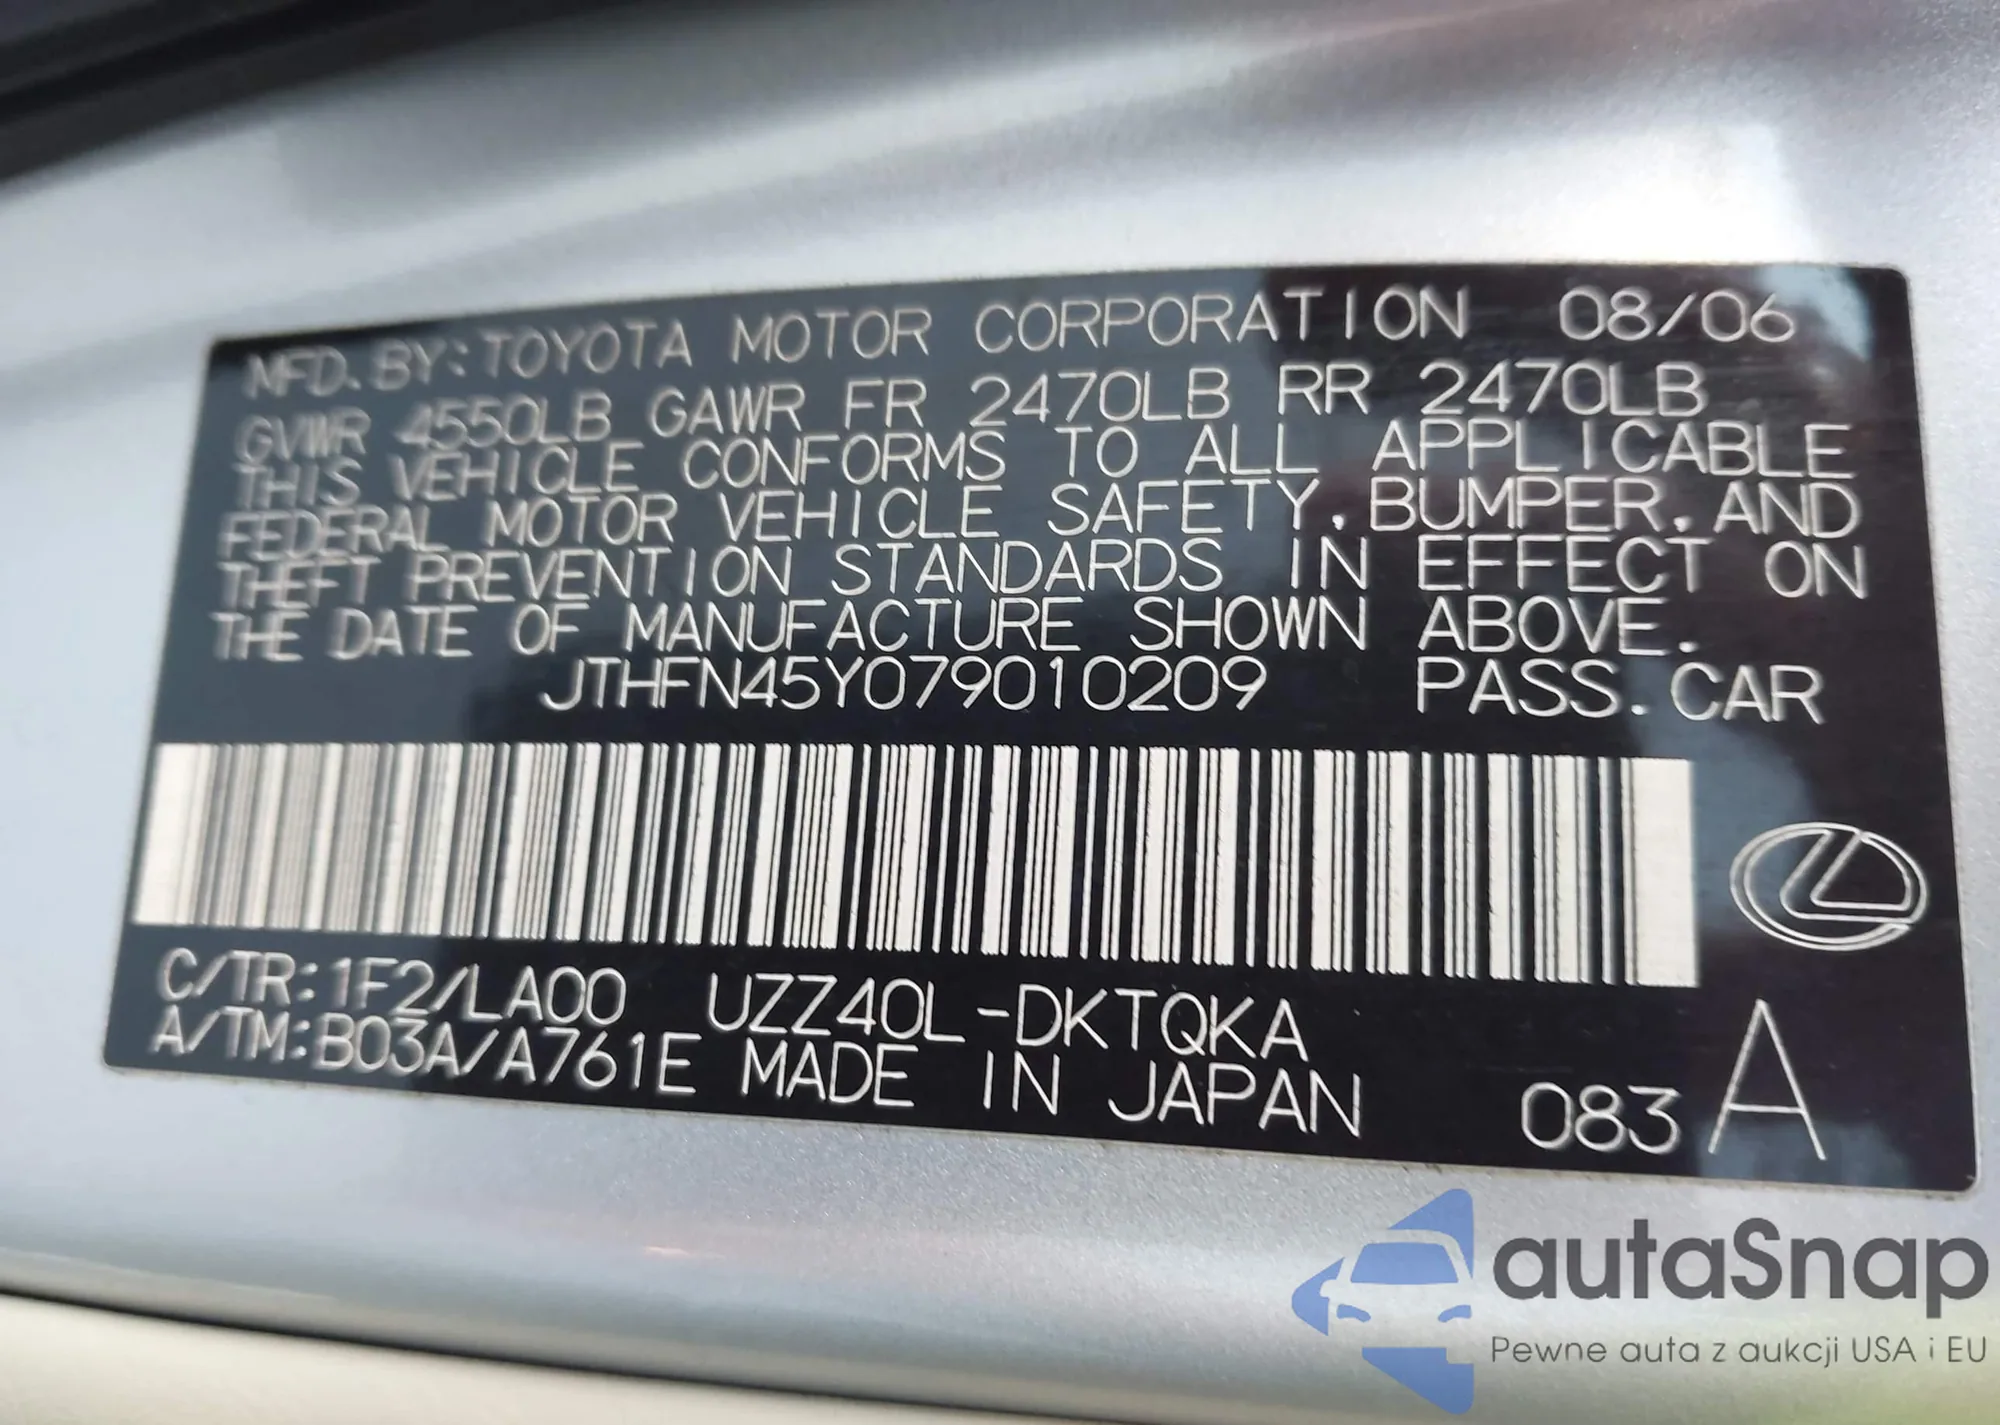 MFD. BY: TOYOTA MOTOR CORPORATION 08/06
GVWR 4550LB GAWR FR 2470LB RR 2470LB
THIS VEHICLE CONFORMS TO ALL APPLICABLE
FEDERAL MOTOR VEHICLE SAFETY, BUMPER, AND
THEFT PREVENTION STANDARDS IN EFFECT ON
THE DATE OF MANUFACTURE SHOWN ABOVE.
JTHFN45Y079010209 PASS. CAR
C/TR: 1F2/LA00 UZZ40L-DKTQKA
A/TM: B03A/A761E MADE IN JAPAN 083 A
autaSnap
Pewne auta z aukcji USA i EU